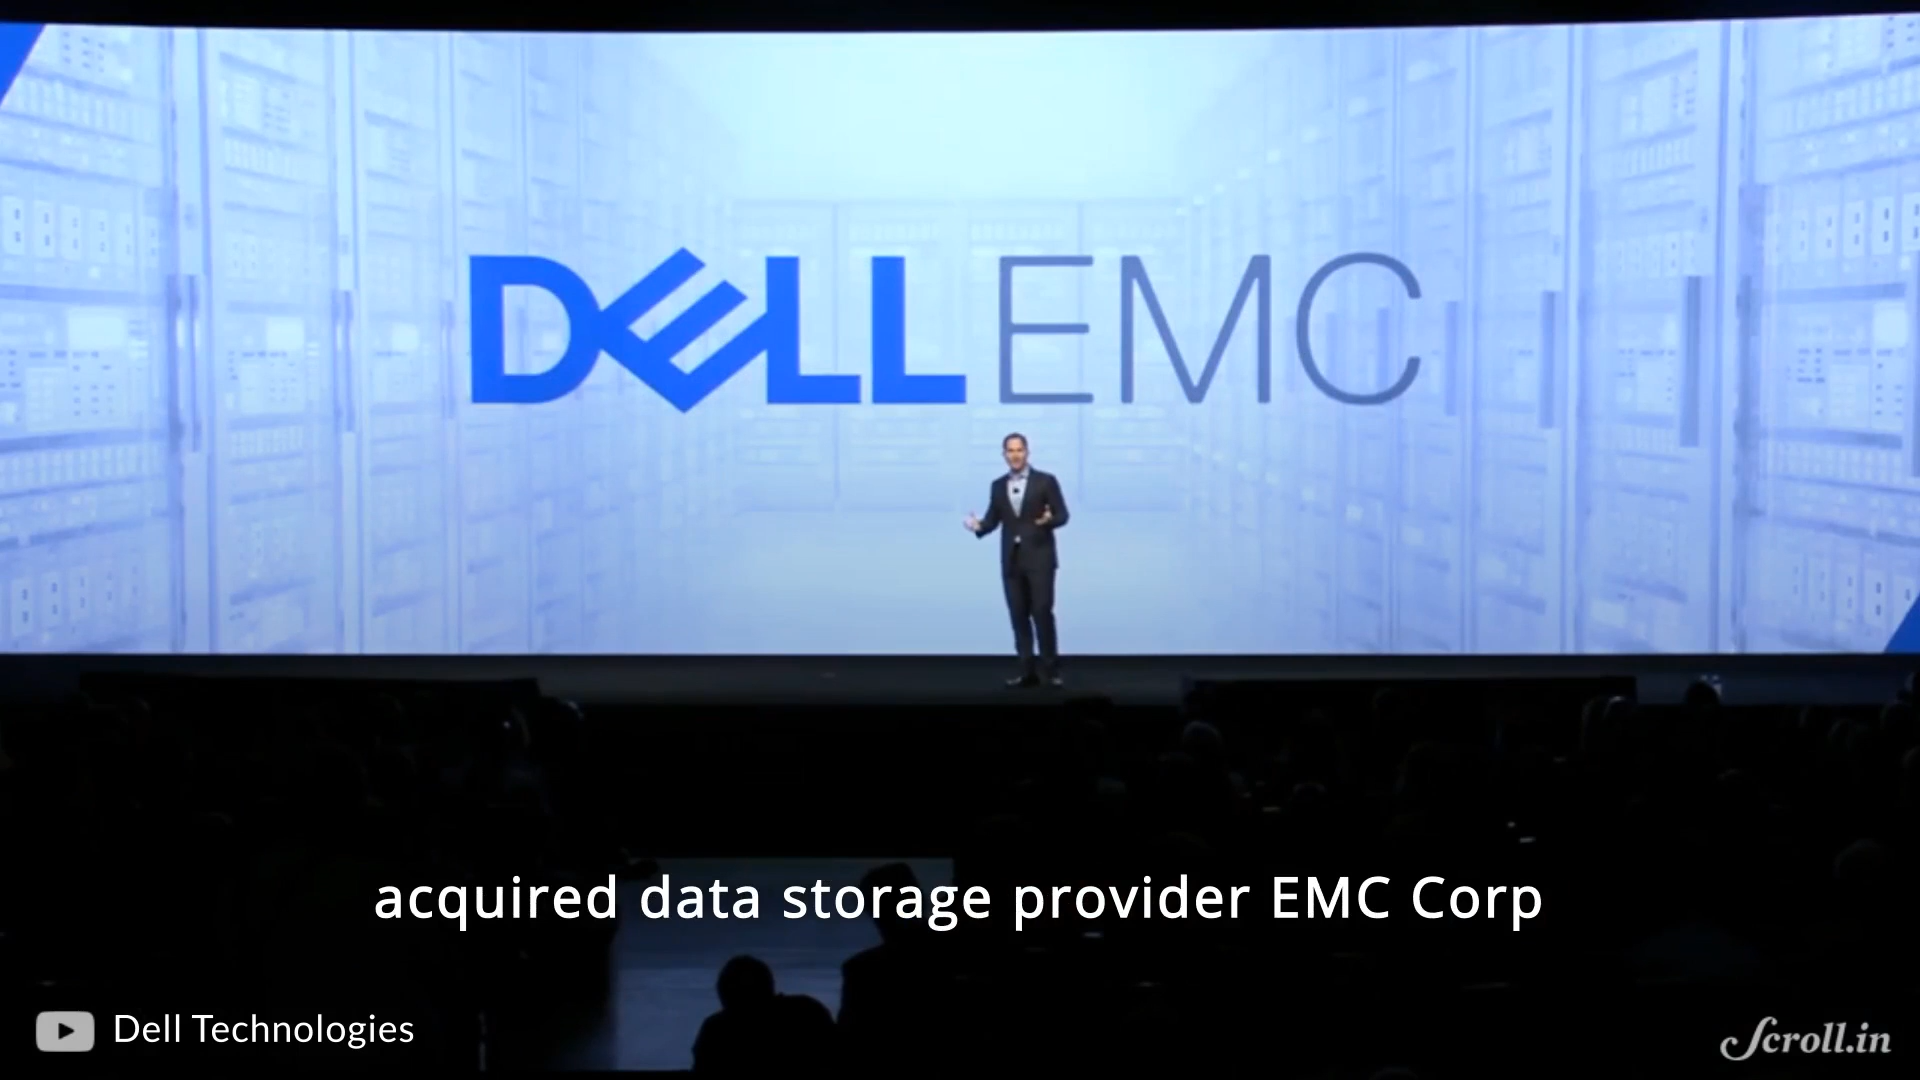 DELL EMC
acquired data storage provider EMC Corp
Dell Technologies
Scroll.in